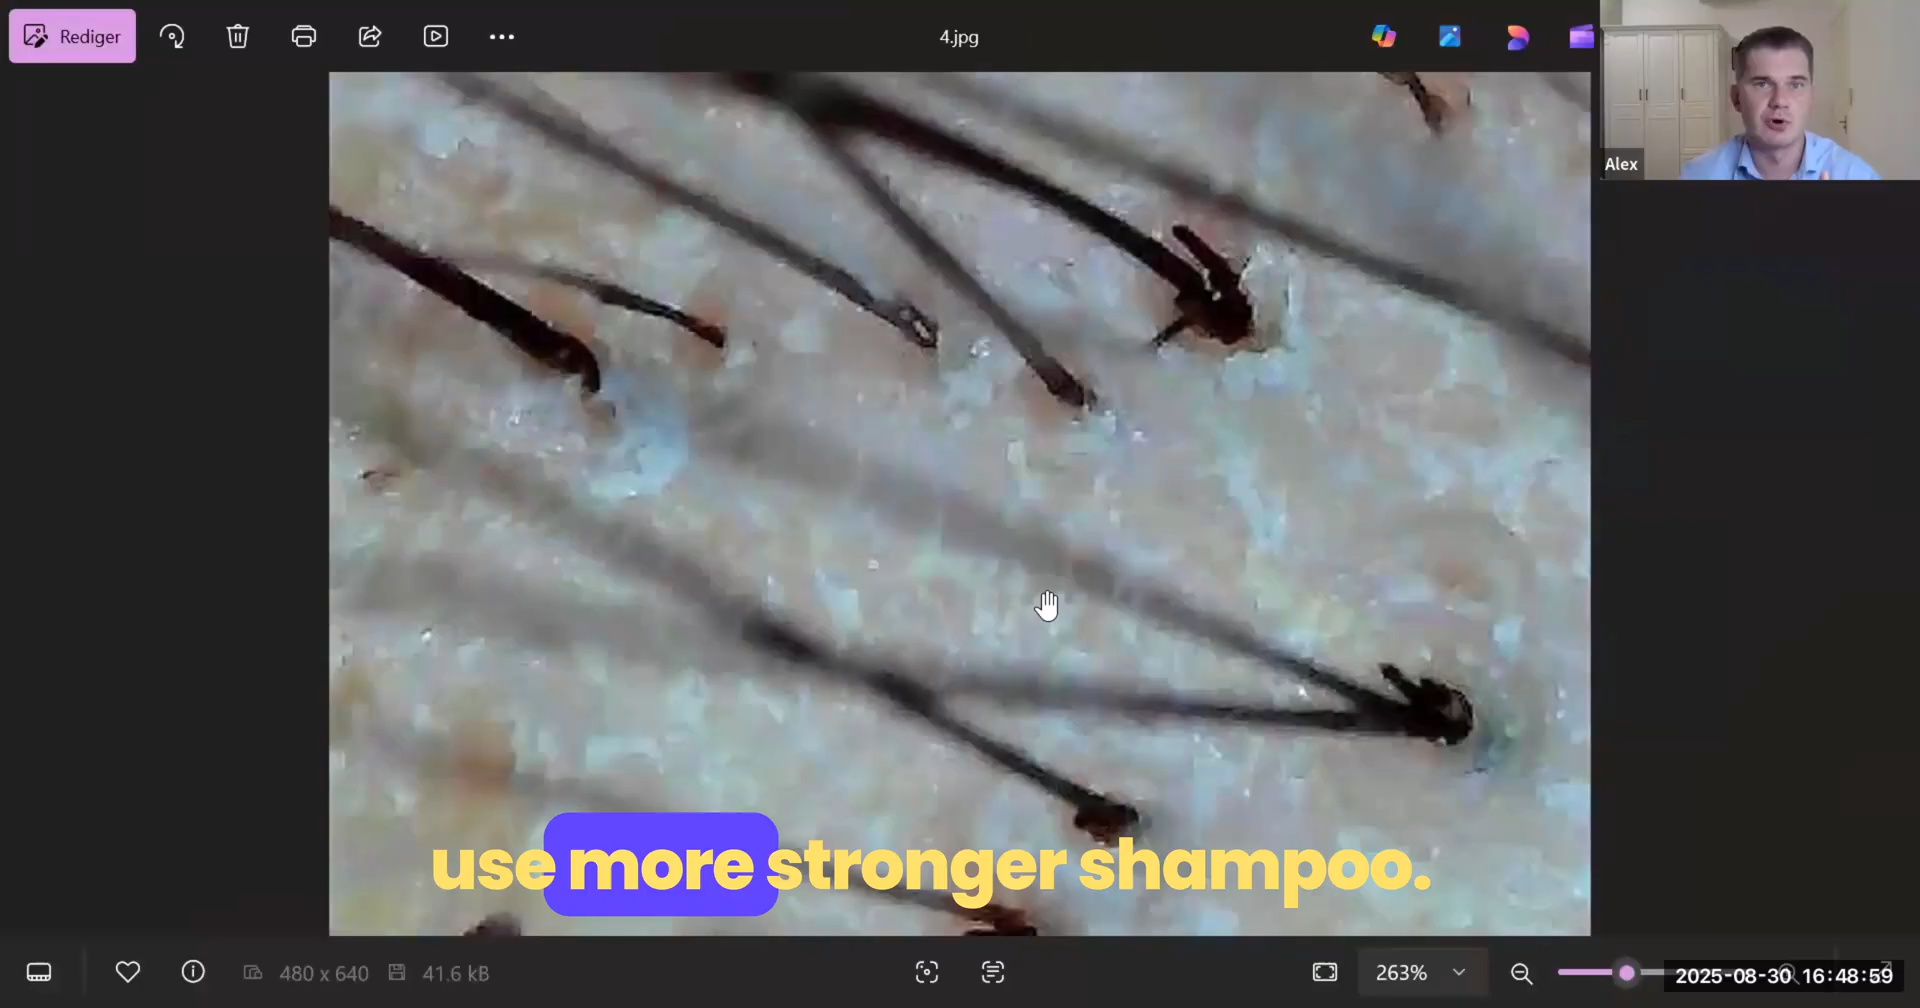 Rediger
4.jpg
Alex
use more stronger shampoo.
480 x 640
41.6 kB
263%
2025-08-30 16:48:59